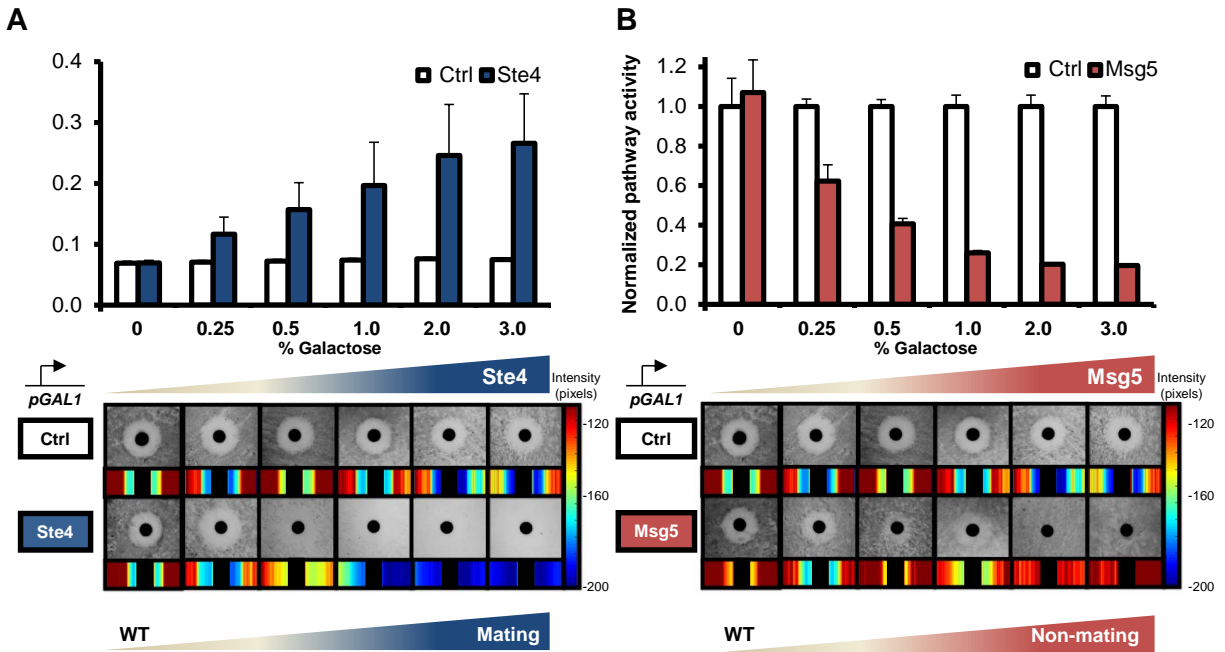 A
0.4
0.3
0.2
0.1
0.0
Ctrl Ste4
0 0.25 0.5 1.0 2.0 3.0
% Galactose
pGAL1
Ste4
Intensity
(pixels)
Ctrl
Ste4
-120
-160
-200
WT Mating
B
Normalized pathway activity
1.2
1.0
0.8
0.6
0.4
0.2
0.0
Ctrl Msg5
0 0.25 0.5 1.0 2.0 3.0
% Galactose
pGAL1
Msg5
Intensity
(pixels)
Ctrl
Msg5
-120
-160
-200
WT Non-mating